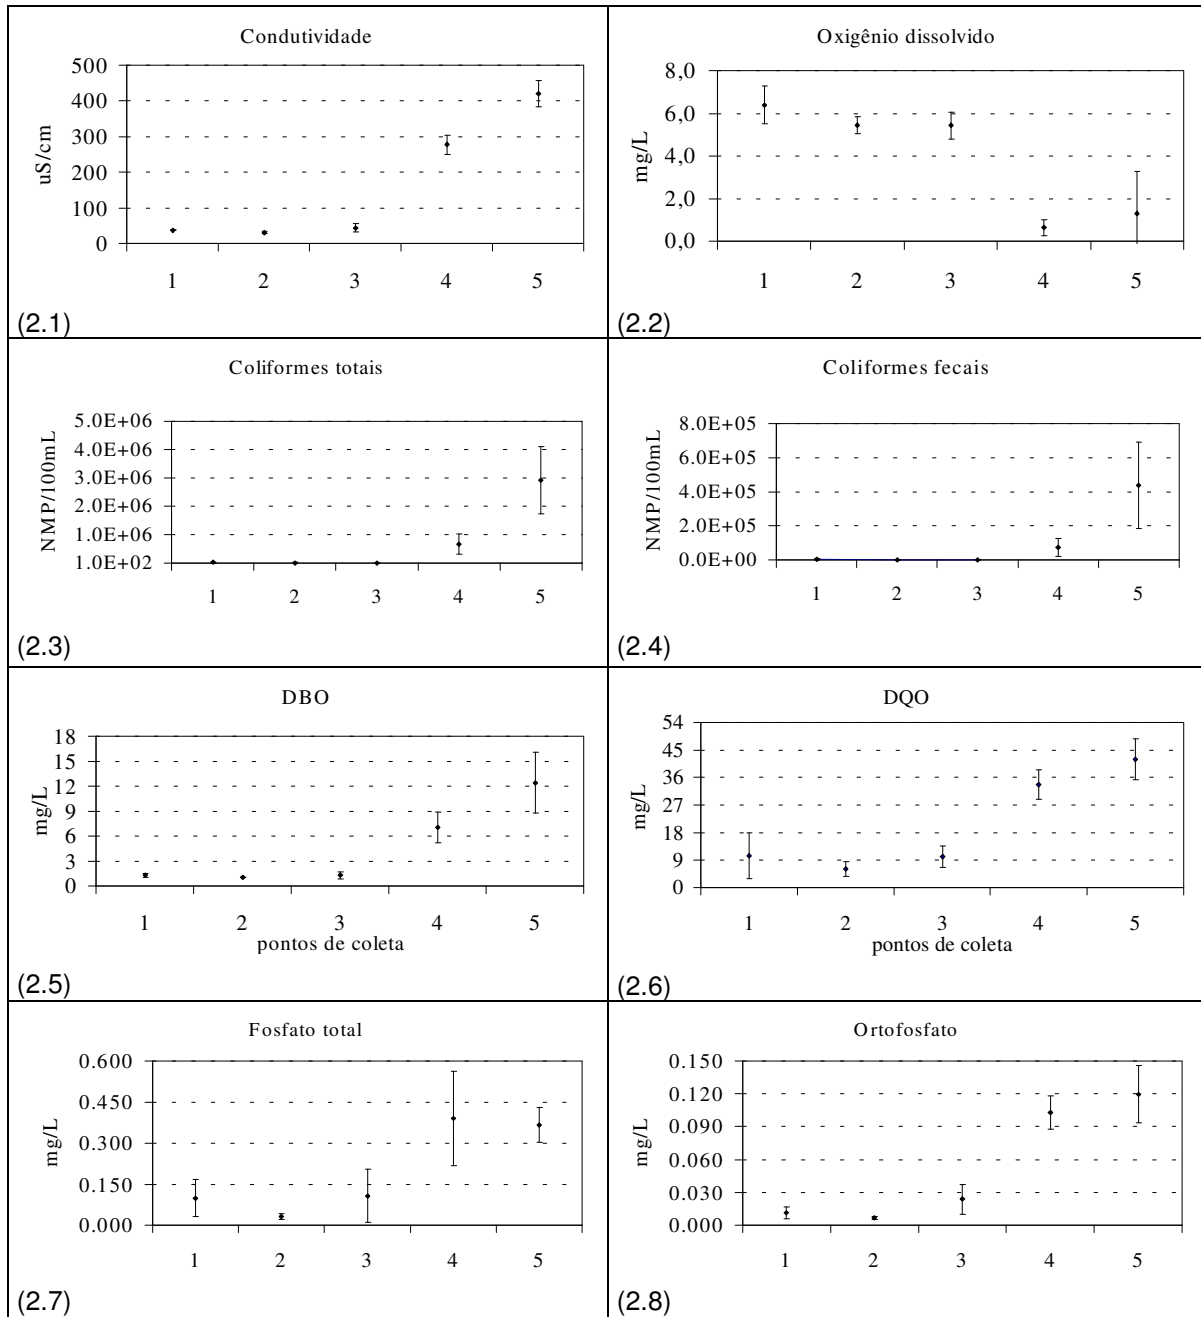 Condutividade
500
400
300
200
100
0
uS/cm
1 2 3 4 5
(2.1)
Oxigênio dissolvido
8,0
6,0
4,0
2,0
0,0
mg/L
1 2 3 4 5
(2.2)
Coliformes totais
5.0E+06
4.0E+06
3.0E+06
2.0E+06
1.0E+06
1.0E+02
NMP/100mL
1 2 3 4 5
(2.3)
Coliformes fecais
8.0E+05
6.0E+05
4.0E+05
2.0E+05
0.0E+00
NMP/100mL
1 2 3 4 5
(2.4)
DBO
18
15
12
9
6
3
0
mg/L
1 2 3 4 5
pontos de coleta
(2.5)
DQO
54
45
36
27
18
9
0
mg/L
1 2 3 4 5
pontos de coleta
(2.6)
Fosfato total
0.600
0.450
0.300
0.150
0.000
mg/L
1 2 3 4 5
(2.7)
Ortofosfato
0.150
0.120
0.090
0.060
0.030
0.000
mg/L
1 2 3 4 5
(2.8)